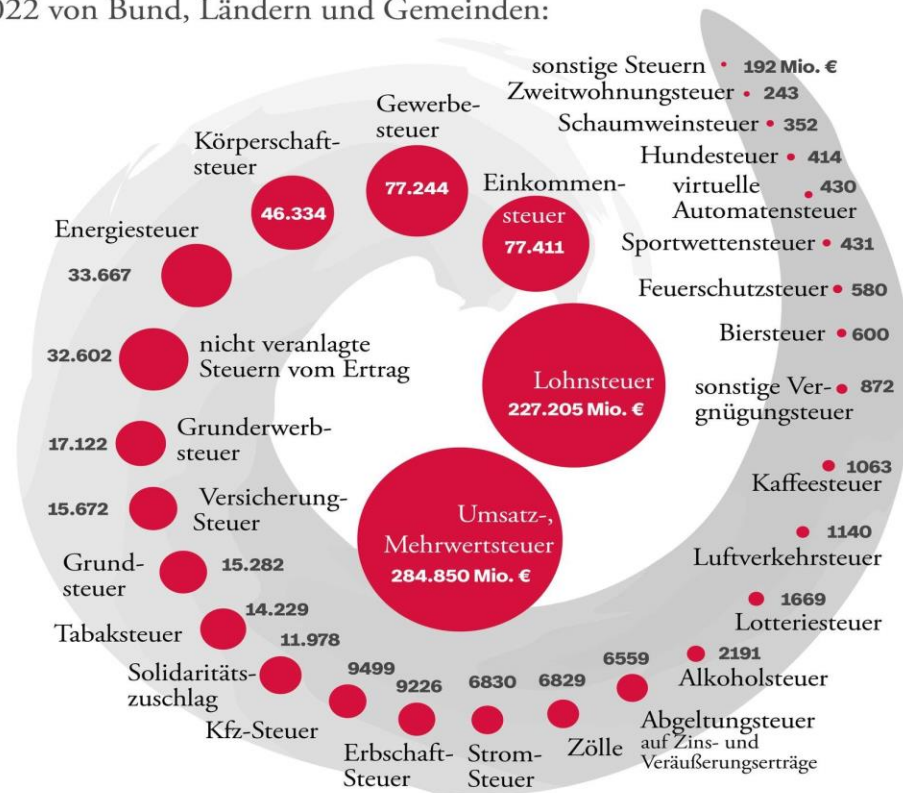 022 von Bund, Ländern und Gemeinden:
sonstige Steuern 192 Mio. €
Zweitwohnungsteuer 243
Schaumweinsteuer 352
Hundesteuer 414
virtuelle
Automatensteuer
430
Sportwettensteuer 431
Feuerschutzsteuer 580
Biersteuer 600
sonstige Ver-
gnügungsteuer
872
Kaffeesteuer
1063
Luftverkehrsteuer
1140
Lotteriesteuer
1669
Alkoholsteuer
2191
Abgeltungsteuer
auf Zins- und
Veräußerungserträge
6559
Zölle
6829
Strom-
Steuer
6830
Erbschaft-
Steuer
9226
Kfz-Steuer
9499
Solidaritäts-
zuschlag
11.978
Tabaksteuer
14.229
Grund-
steuer
15.282
Versicherung-
Steuer
15.672
Grunderwerb-
steuer
17.122
nicht veranlagte
Steuern vom Ertrag
32.602
Energiesteuer
33.667
Körperschaft-
steuer
46.334
Gewerbe-
steuer
77.244
Einkommen-
steuer
77.411
Lohnsteuer
227.205 Mio. €
Umsatz-,
Mehrwertsteuer
284.850 Mio. €